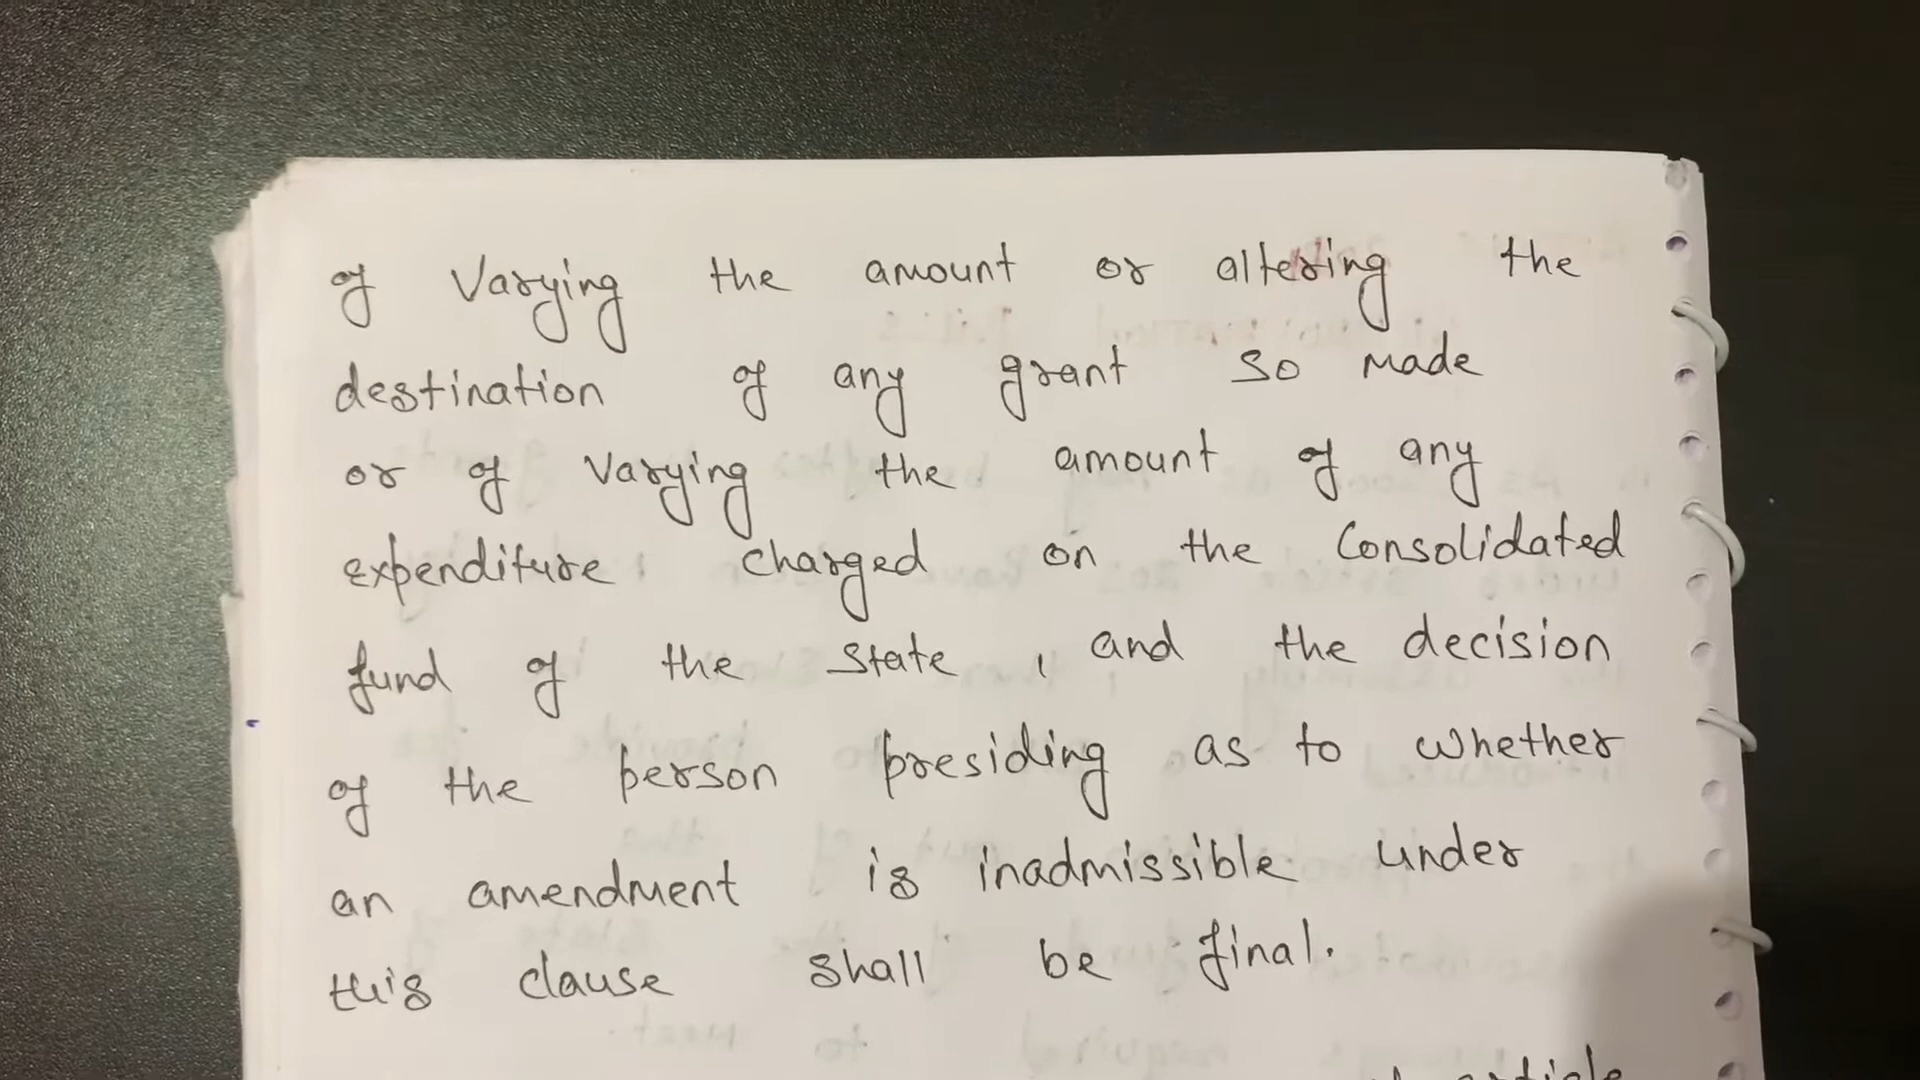 of Varying the amount or altering the
destination of any grant so made
or of varying the amount of any
expenditure charged on the Consolidated
fund of the State, and the decision
of the person presiding as to whether
an amendment is inadmissible under
this clause shall be final.
article